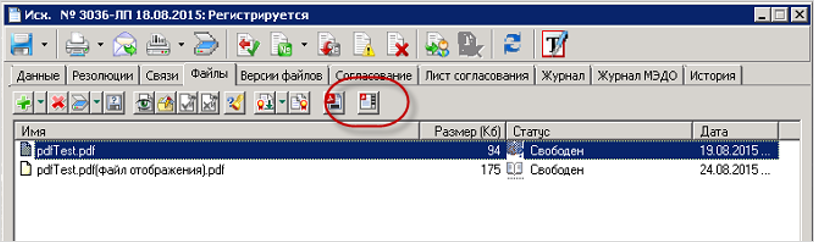 Исх. № 3036-ЛП 18.08.2015: Регистрируется
Данные Резолюции Связи Файлы Версии файлов Согласование Лист согласования Журнал Журнал МЭДО История
Имя Размер (Кб) Статус Дата
pdfTest.pdf 94 Свободен 19.08.2015 ...
pdfTest.pdf(файл отображения).pdf 175 Свободен 24.08.2015 ...